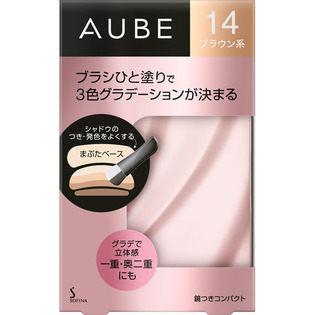 AUBE
14
ブラウン系
ブラシひと塗りで
3色グラデーションが決まる
シャドウの
つき・発色をよくする
まぶたベース
グラデで
立体感
一重・奥二重
にも
S
SOFINA
鏡つきコンパクト